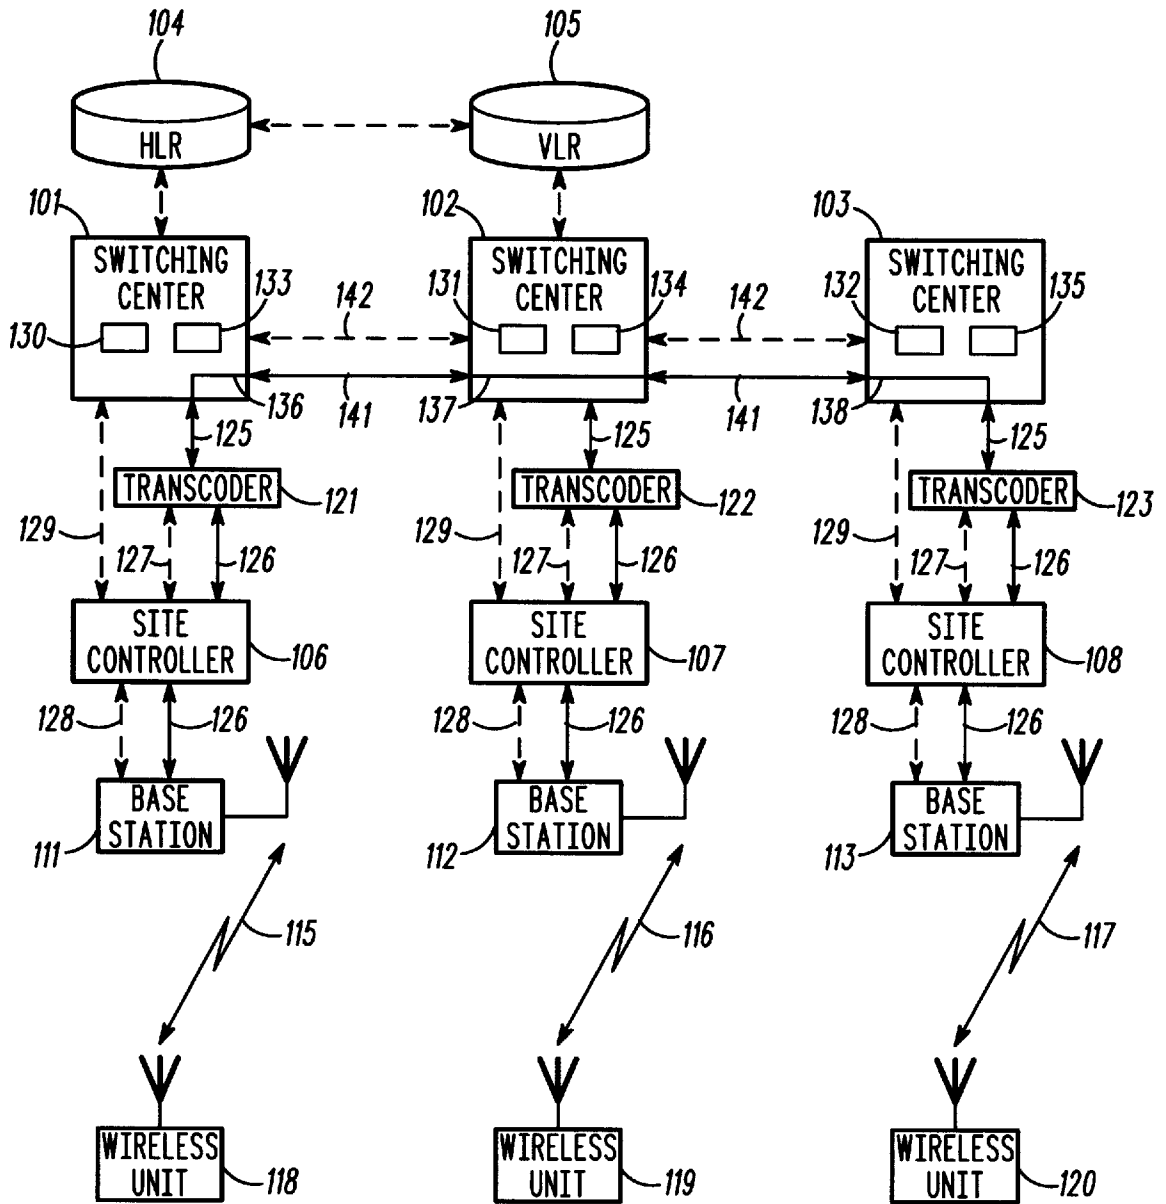 104
105
HLR
VLR
101
102
103
SWITCHING
CENTER
133
130
SWITCHING
CENTER
131
134
SWITCHING
CENTER
132
135
142
142
136
141
137
141
138
125
125
125
TRANSCODER
121
TRANSCODER
122
TRANSCODER
123
129
127
126
129
127
126
129
127
126
SITE
CONTROLLER
106
SITE
CONTROLLER
107
SITE
CONTROLLER
108
128
126
128
126
128
126
BASE
STATION
111
BASE
STATION
112
BASE
STATION
113
115
116
117
WIRELESS
UNIT
118
WIRELESS
UNIT
119
WIRELESS
UNIT
120